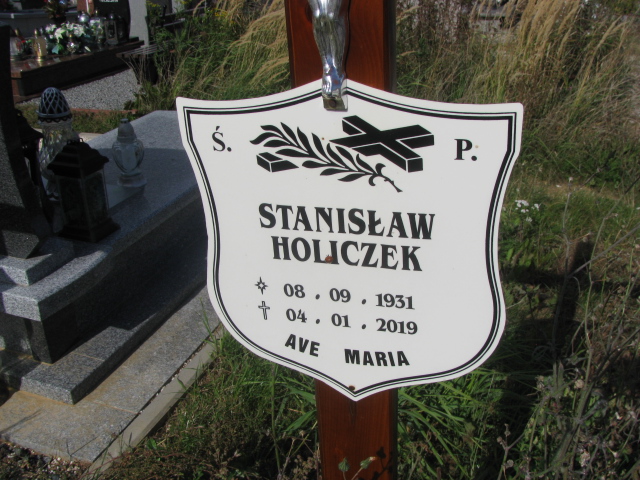 Ś. P.
STANISŁAW
HOLICZEK
08 . 09 . 1931
04 . 01 . 2019
AVE MARIA